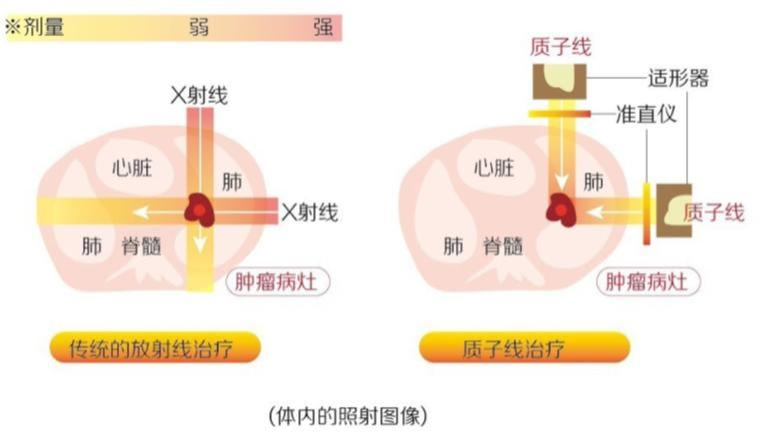 ※剂量 弱 强
质子线
适形器
X射线
准直仪
心脏
肺
X射线
肺 脊髓
肿瘤病灶
心脏
肺
质子线
肺 脊髓
肿瘤病灶
传统的放射线治疗
质子线治疗
(体内的照射图像)